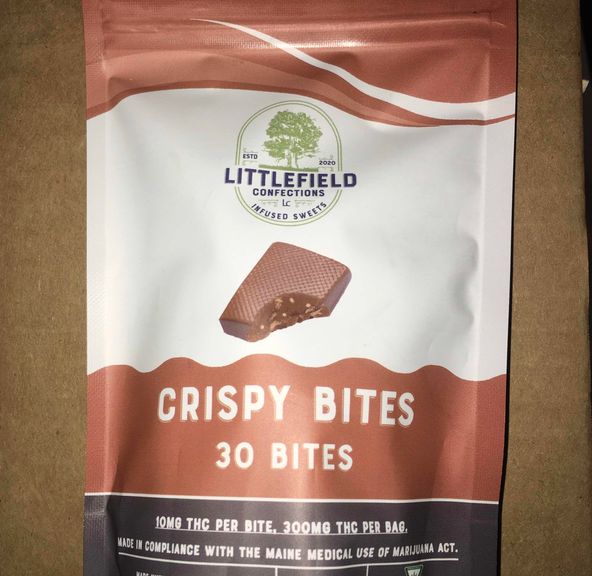 ESTD
2020
LITTLEFIELD
CONFECTIONS
Lc
INFUSED SWEETS
CRISPY BITES
30 BITES
10MG THC PER BITE, 300MG THC PER BAG.
MADE IN COMPLIANCE WITH THE MAINE MEDICAL USE OF MARIJUANA ACT.